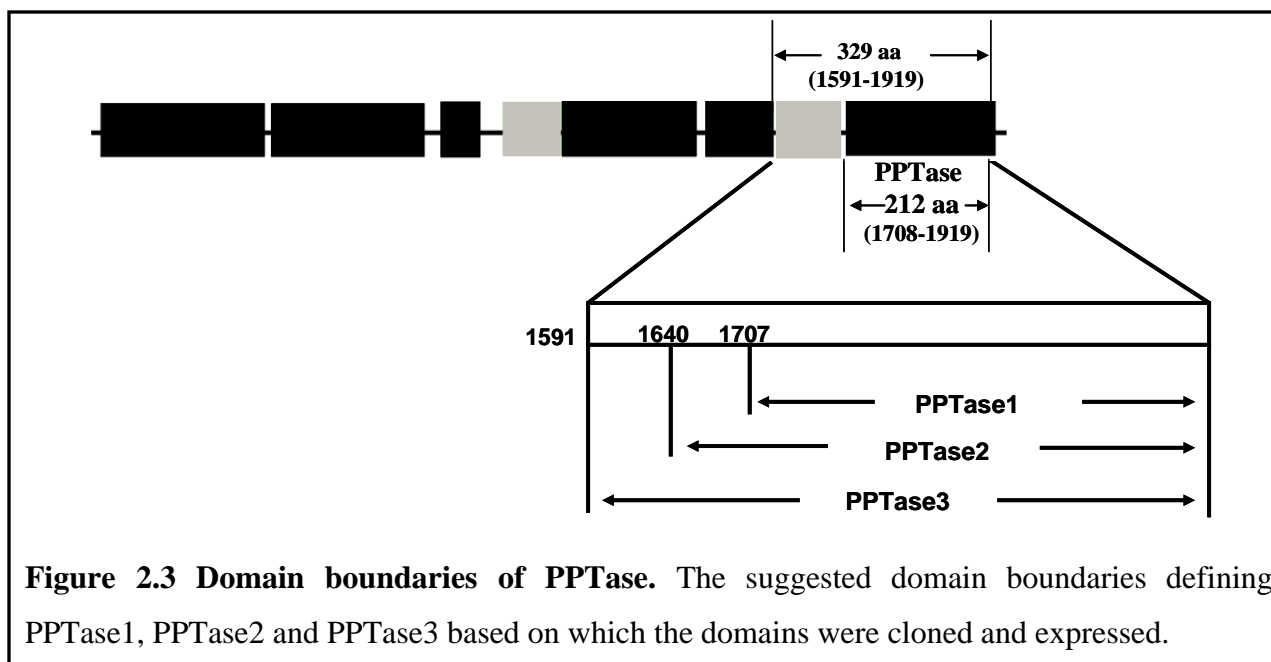 329 aa
(1591-1919)
PPTase
212 aa
(1708-1919)
1591
1640
1707
PPTase1
PPTase2
PPTase3
Figure 2.3 Domain boundaries of PPTase. The suggested domain boundaries defining
PPTase1, PPTase2 and PPTase3 based on which the domains were cloned and expressed.